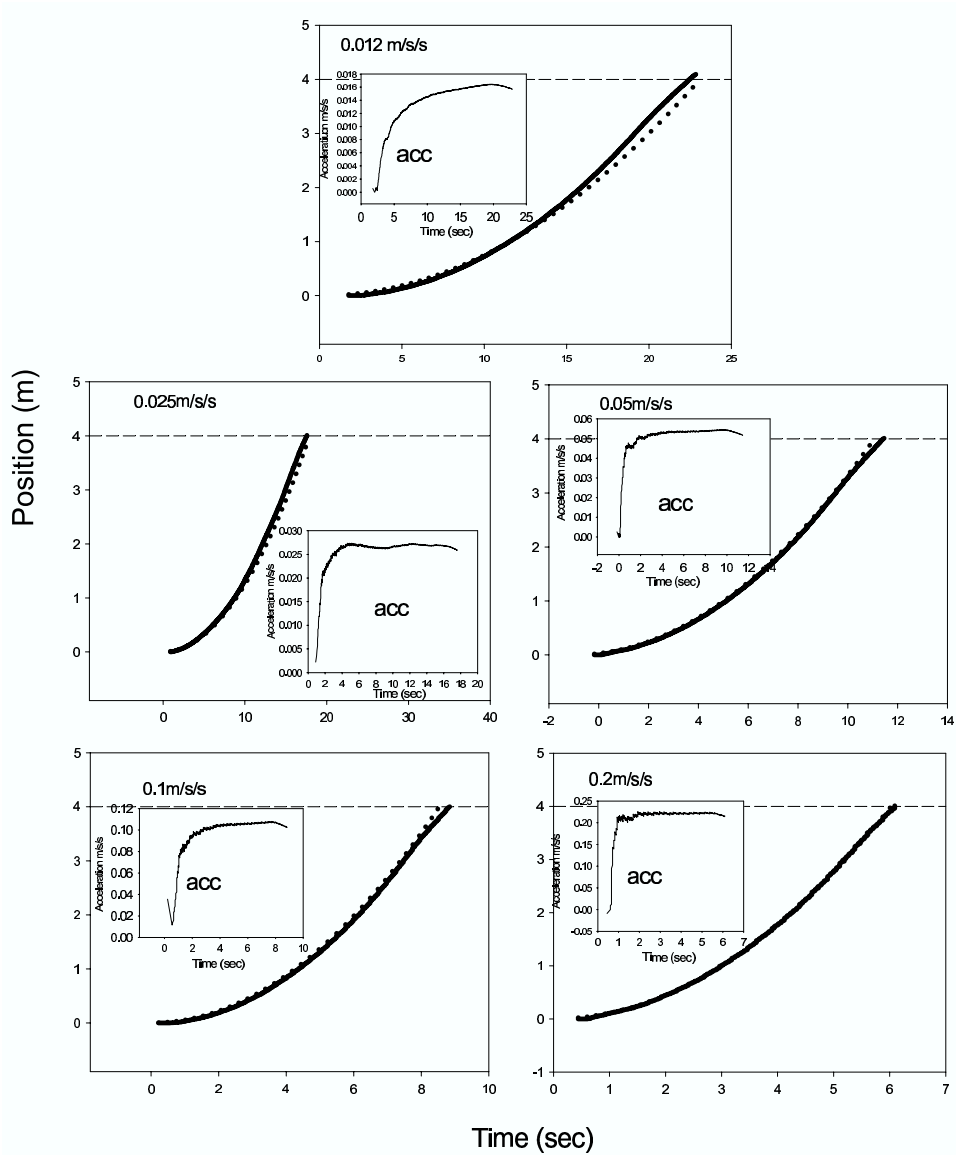 Position (m)
0.012 m/s/s
5
4
3
2
1
0
0 5 10 15 20 25
Acceleratiuon m/s/s
0.018
0.016
0.014
0.012
0.010
0.008
0.006
0.004
0.002
0.000
acc
0 5 10 15 20 25
Time (sec)
0.025m/s/s
5
4
3
2
1
0
0 10 20 30 40
Acceleration m/s/s
0.030
0.025
0.020
0.015
0.010
0.005
0.000
acc
0 2 4 6 8 10 12 14 16 18 20
Time (sec)
0.05m/s/s
5
4
3
2
1
0
-2 0 2 4 6 8 10 12 14
Acceleration m/s/s
0.06
0.05
0.04
0.03
0.02
0.01
0.00
acc
-2 0 2 4 6 8 10 12 14
Time (sec)
0.1m/s/s
5
4
3
2
1
0
0 2 4 6 8 10
Acceleration m/s/s
0.12
0.10
0.08
0.06
0.04
0.02
0.00
acc
0 2 4 6 8 10
Time (sec)
0.2m/s/s
5
4
3
2
1
0
-1
0 1 2 3 4 5 6 7
Acceleration m/s/s
0.25
0.20
0.15
0.10
0.05
0.00
-0.05
acc
0 1 2 3 4 5 6 7
Time (sec)
Time (sec)